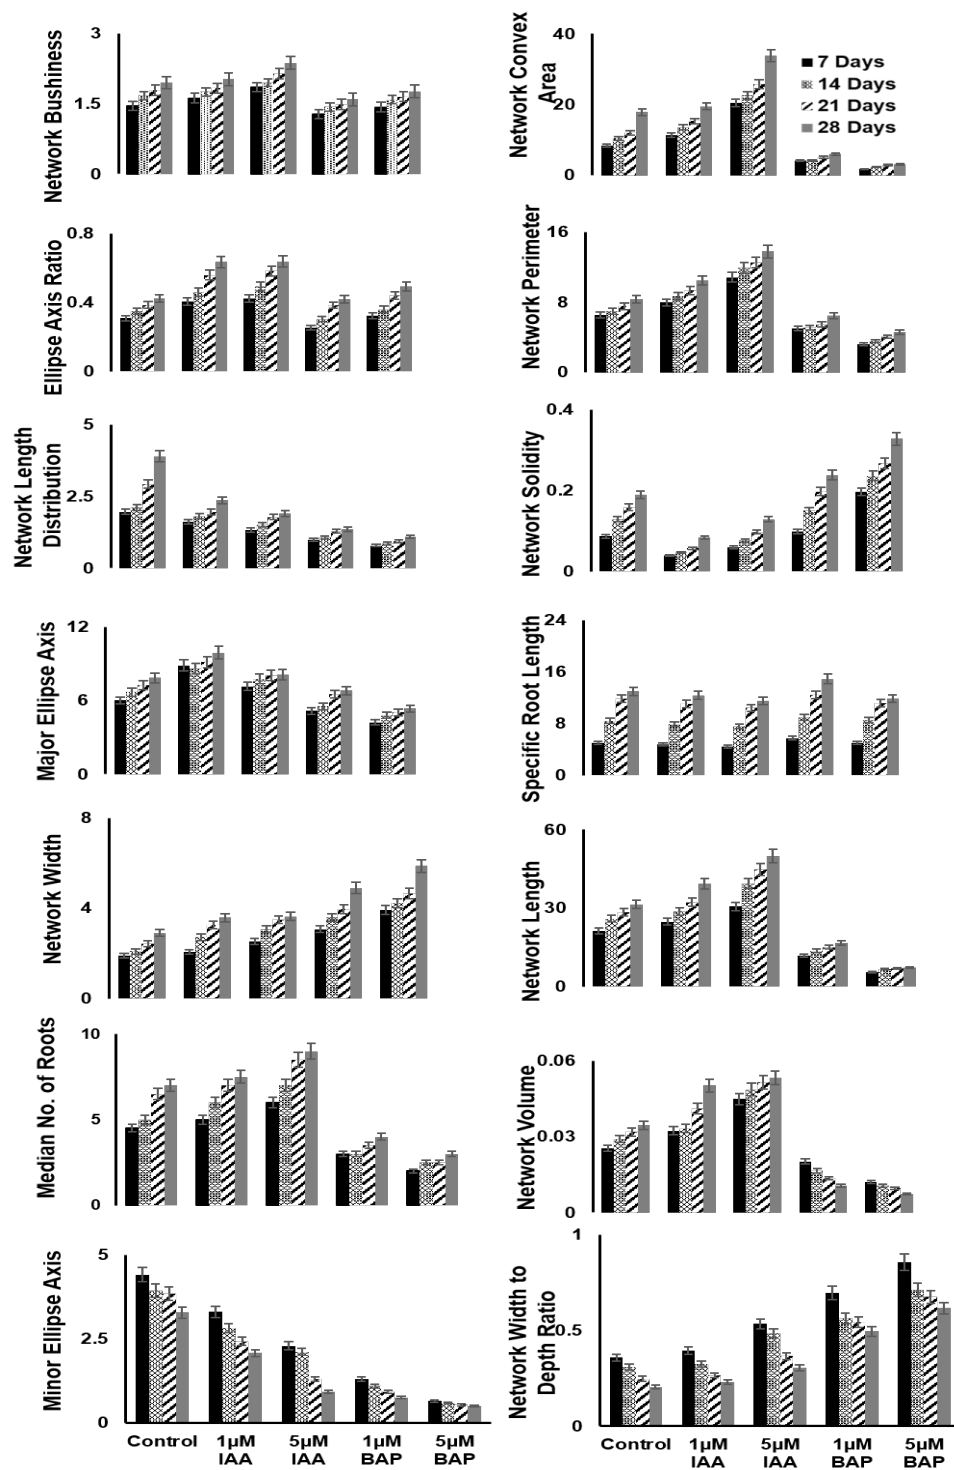 Network Bushiness
3
1.5
0
Network Convex
Area
40
20
0
7 Days
14 Days
21 Days
28 Days
Ellipse Axis Ratio
0.8
0.4
0
Network Perimeter
16
8
0
Network Length
Distribution
5
2.5
0
Network Solidity
0.4
0.2
0
Major Ellipse Axis
12
6
0
Specific Root Length
24
16
8
0
Network Width
8
4
0
Network Length
60
30
0
Median No. of Roots
10
5
0
Network Volume
0.06
0.03
0
Minor Ellipse Axis
5
2.5
0
Control
1µM
IAA
5µM
IAA
1µM
BAP
5µM
BAP
Network Width to
Depth Ratio
1
0.5
0
Control
1µM
IAA
5µM
IAA
1µM
BAP
5µM
BAP